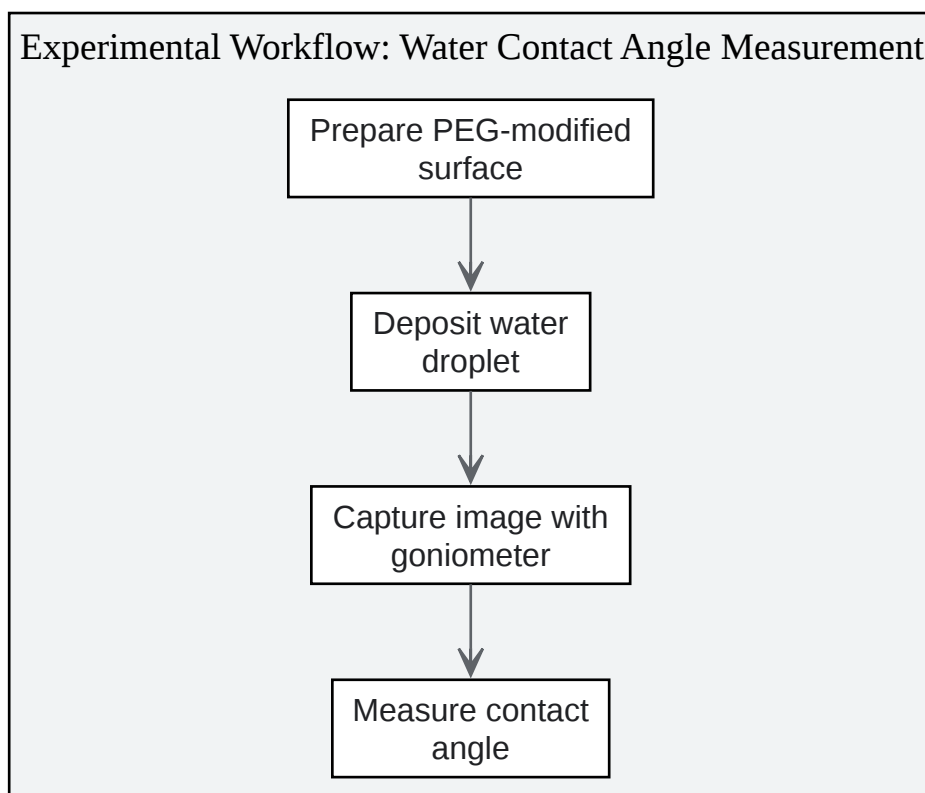 Experimental Workflow: Water Contact Angle Measurement
Prepare PEG-modified
surface
Deposit water
droplet
Capture image with
goniometer
Measure contact
angle